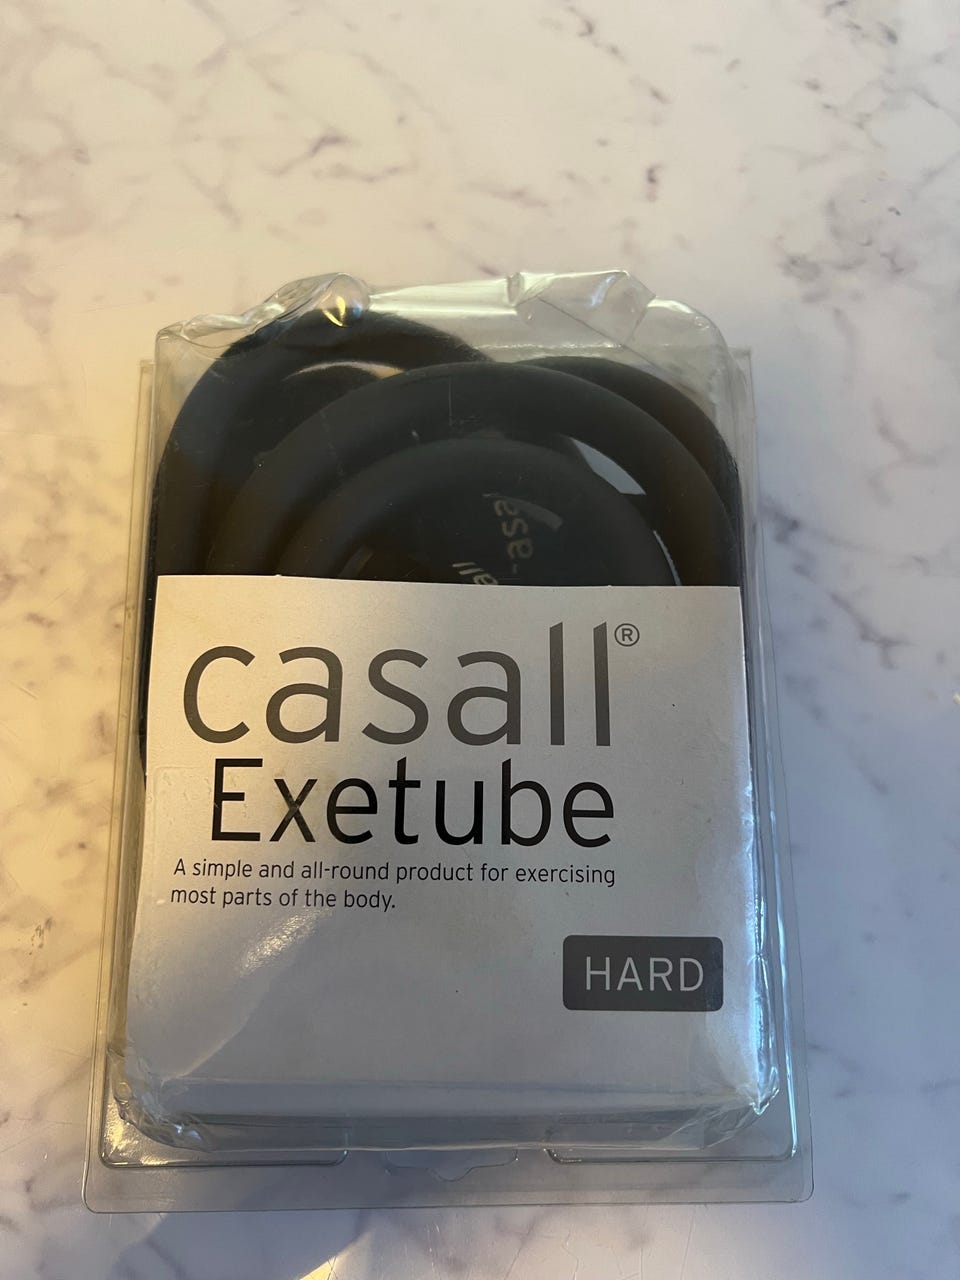 casall®
Exetube
A simple and all-round product for exercising
most parts of the body.
HARD